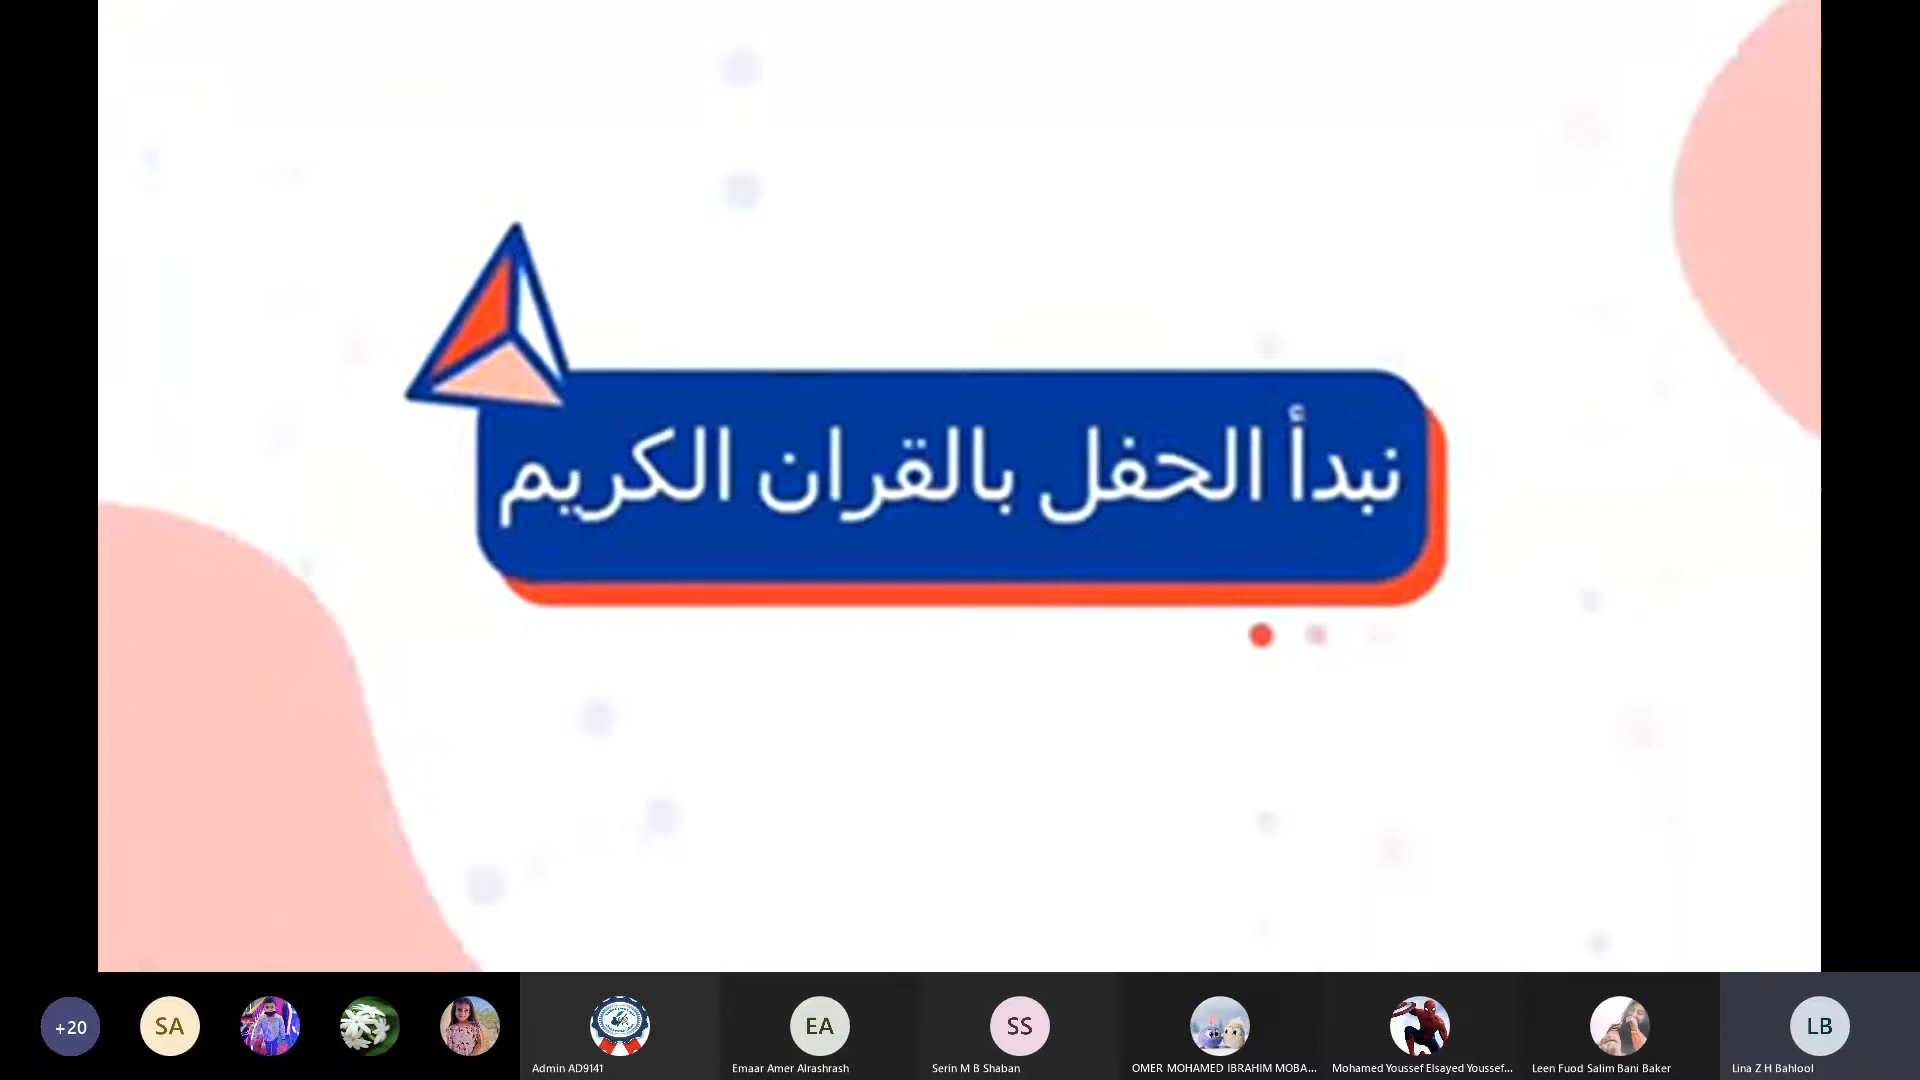 نبدأ الحفل بالقران الكريم
+20
SA
EA
SS
LB
Admin AD9141
Emaar Amer Alrashrash
Serin M B Shaban
OMER MOHAMED IBRAHIM MOBA...
Mohamed Youssef Elsayed Youssef...
Leen Fuod Salim Bani Baker
Lina Z H Bahlool